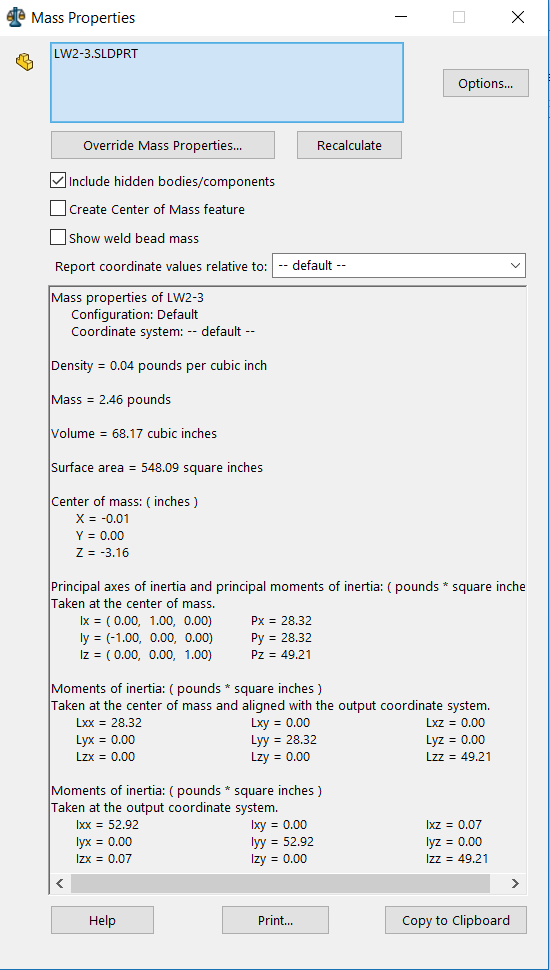 Mass Properties
LW2-3.SLDPRT
Options...
Override Mass Properties... Recalculate
Include hidden bodies/components
Create Center of Mass feature
Show weld bead mass
Report coordinate values relative to: -- default --
Mass properties of LW2-3
Configuration: Default
Coordinate system: -- default --
Density = 0.04 pounds per cubic inch
Mass = 2.46 pounds
Volume = 68.17 cubic inches
Surface area = 548.09 square inches
Center of mass: ( inches )
X = -0.01
Y = 0.00
Z = -3.16
Principal axes of inertia and principal moments of inertia: ( pounds * square inche
Taken at the center of mass.
Ix = ( 0.00, 1.00, 0.00) Px = 28.32
Iy = (-1.00, 0.00, 0.00) Py = 28.32
Iz = ( 0.00, 0.00, 1.00) Pz = 49.21
Moments of inertia: ( pounds * square inches )
Taken at the center of mass and aligned with the output coordinate system.
Lxx = 28.32 Lxy = 0.00 Lxz = 0.00
Lyx = 0.00 Lyy = 28.32 Lyz = 0.00
Lzx = 0.00 Lzy = 0.00 Lzz = 49.21
Moments of inertia: ( pounds * square inches )
Taken at the output coordinate system.
Ixx = 52.92 Ixy = 0.00 Ixz = 0.07
Iyx = 0.00 Iyy = 52.92 Iyz = 0.00
Izx = 0.07 Izy = 0.00 Izz = 49.21
Help Print... Copy to Clipboard